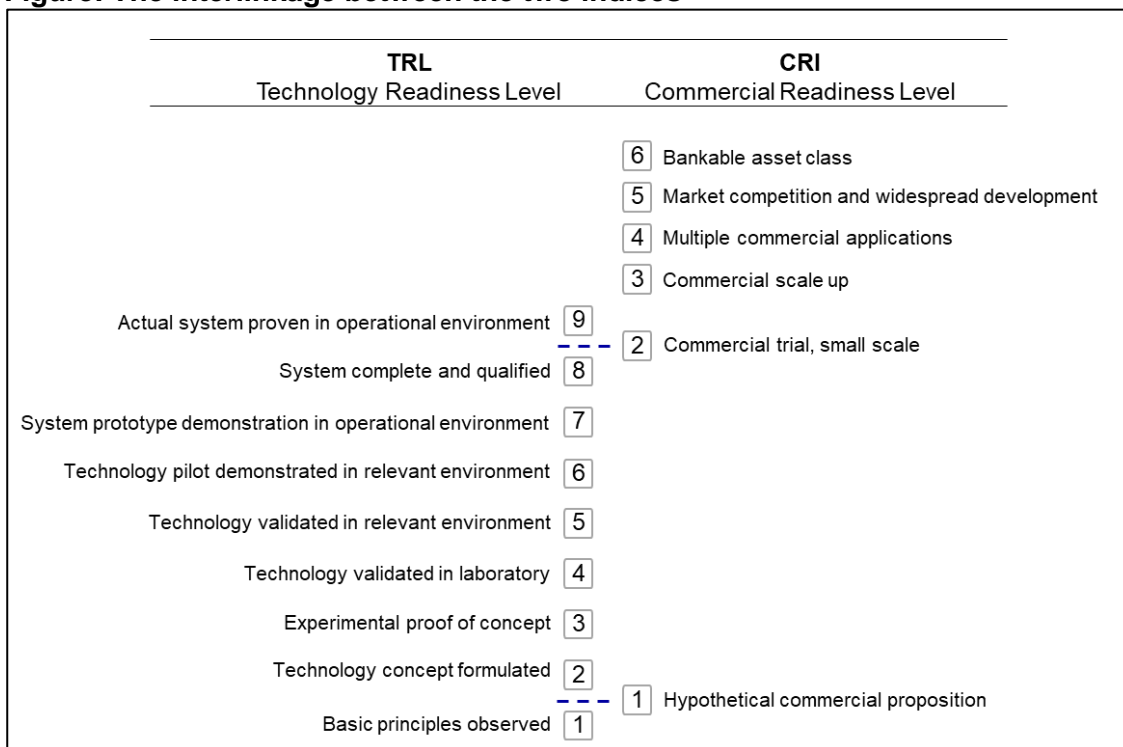 Figure: The interlinkage between the two indices
TRL
Technology Readiness Level
CRI
Commercial Readiness Level
6 Bankable asset class
5 Market competition and widespread development
4 Multiple commercial applications
3 Commercial scale up
Actual system proven in operational environment 9
2 Commercial trial, small scale
System complete and qualified 8
System prototype demonstration in operational environment 7
Technology pilot demonstrated in relevant environment 6
Technology validated in relevant environment 5
Technology validated in laboratory 4
Experimental proof of concept 3
Technology concept formulated 2
1 Hypothetical commercial proposition
Basic principles observed 1